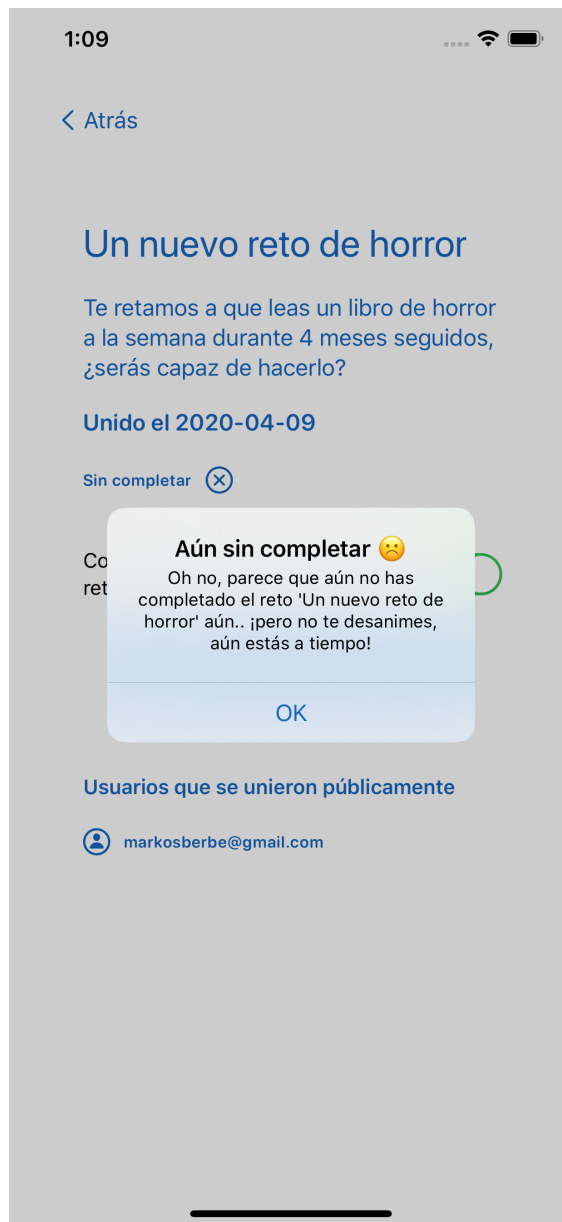 1:09
Atrás
Un nuevo reto de horror
Te retamos a que leas un libro de horror
a la semana durante 4 meses seguidos,
¿serás capaz de hacerlo?
Unido el 2020-04-09
Sin completar
Aún sin completar ☹️
Oh no, parece que aún no has
completado el reto 'Un nuevo reto de
horror' aún.. ¡pero no te desanimes,
aún estás a tiempo!
OK
Usuarios que se unieron públicamente
markosberbe@gmail.com